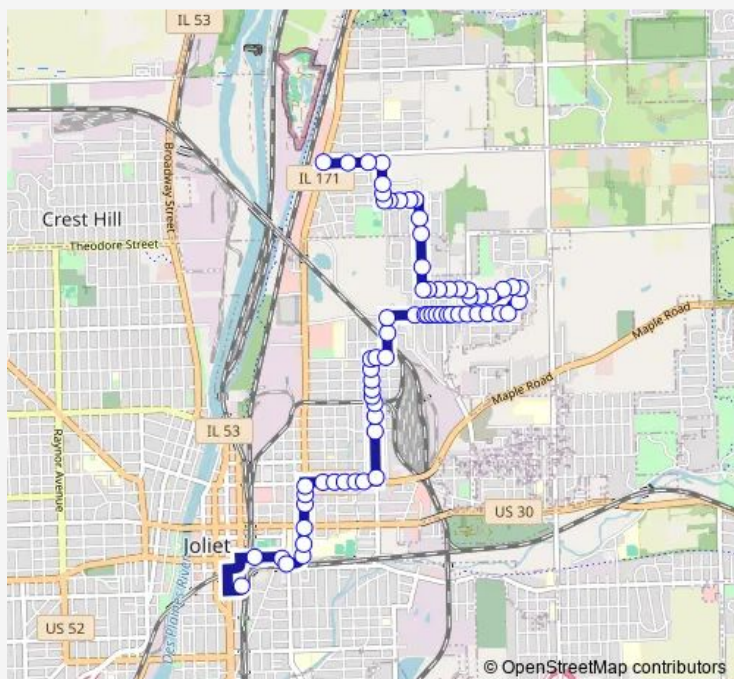 IL 53
Broadway Street
IL 171
Crest Hill
Theodore Street
Maple Road
Maple Road
IL 53
Raynor Avenue
US 30
Joliet
Des Plaines River
US 52
© OpenStreetMap contributors